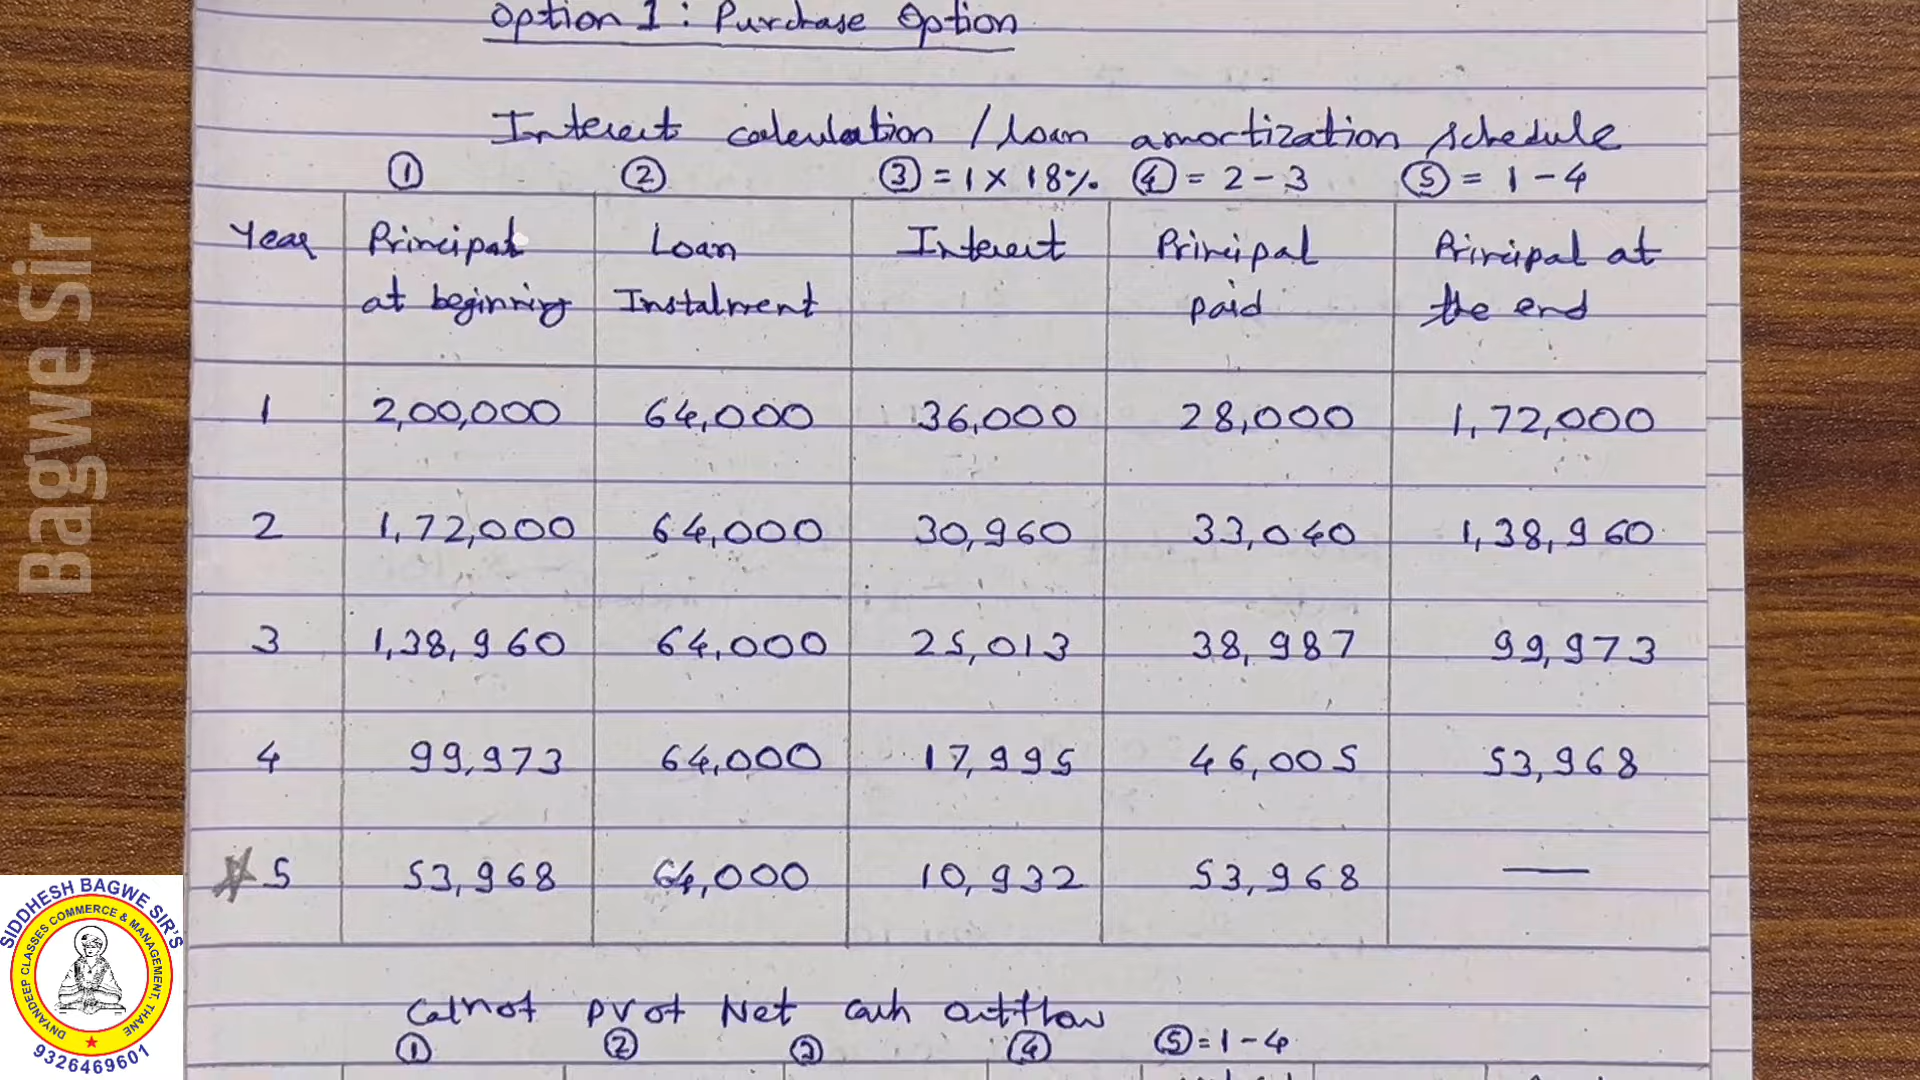 Option 1 : Purchase Option
Interest calculation / loan amortization schedule
① ② ③ = 1 × 18% ④ = 2 - 3 ⑤ = 1 - 4
Year Principal at beginning Loan Instalment Interest Principal paid Principal at the end
1 2,00,000 64,000 36,000 28,000 1,72,000
2 1,72,000 64,000 30,960 33,040 1,38,960
3 1,38,960 64,000 25,013 38,987 99,973
4 99,973 64,000 17,995 46,005 53,968
5 53,968 64,000 10,932 53,968 —
Calnof PV of Net cash outflow
① ② ③ ④ ⑤ = 1 - 4
Bagwe Sir
SIDDHESH BAGWE SIR'S
DNYANDEEP CLASSES COMMERCE & MANAGEMENT, THANE
9326469601